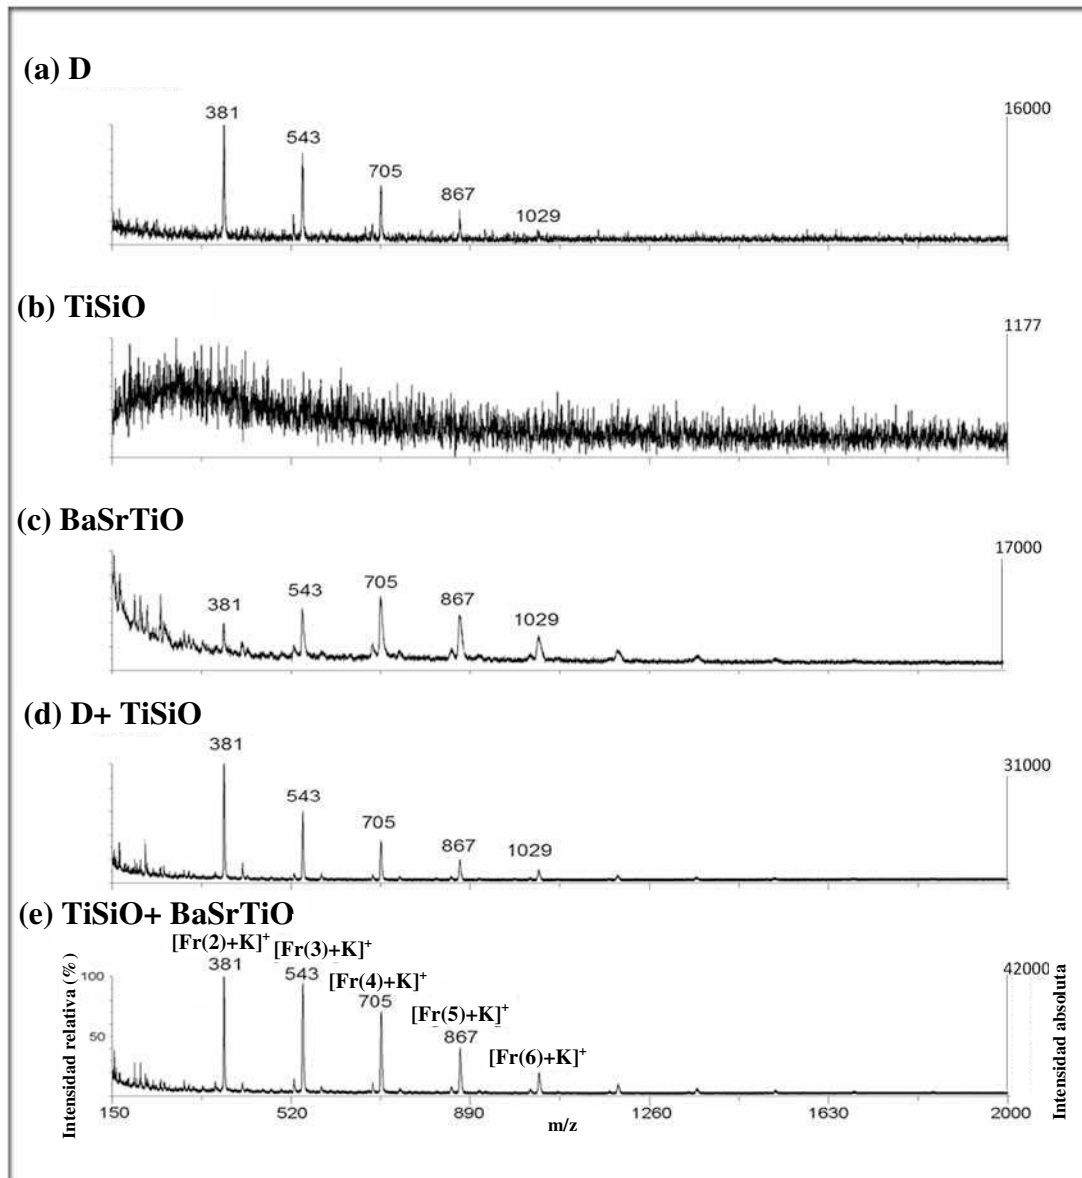 (a) D
381
543
705
867
1029
16000
(b) TiSiO
1177
(c) BaSrTiO
381
543
705
867
1029
17000
(d) D+ TiSiO
381
543
705
867
1029
31000
(e) TiSiO+ BaSrTiO
[Fr(2)+K]+
381
[Fr(3)+K]+
543
[Fr(4)+K]+
705
[Fr(5)+K]+
867
[Fr(6)+K]+
42000
Intensidad relativa (%)
100
50
Intensidad absoluta
150 520 890 1260 1630 2000
m/z